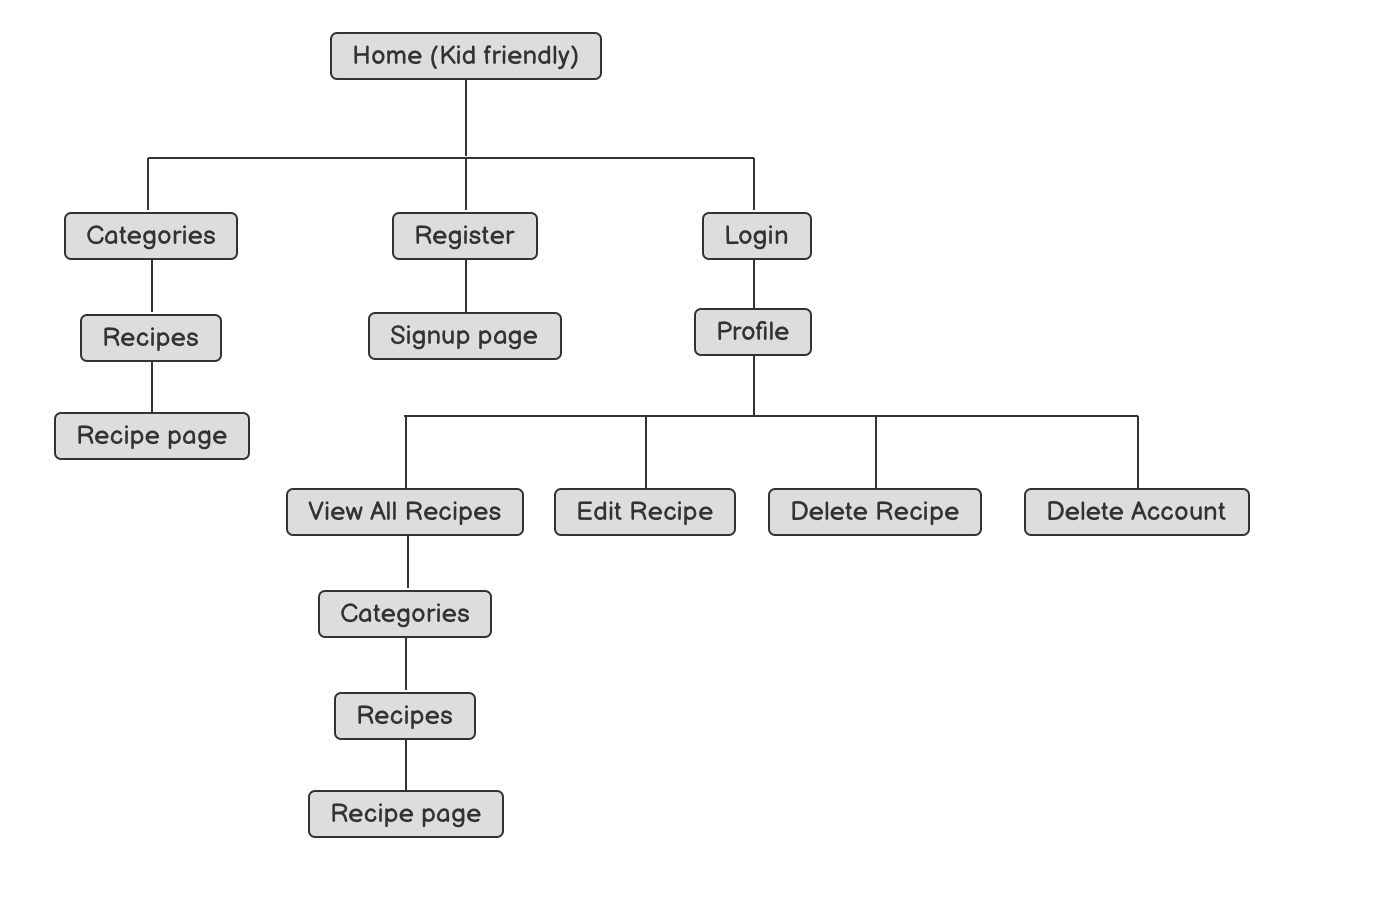 Home (Kid friendly)
Categories
Register
Login
Recipes
Signup page
Profile
Recipe page
View All Recipes
Edit Recipe
Delete Recipe
Delete Account
Categories
Recipes
Recipe page